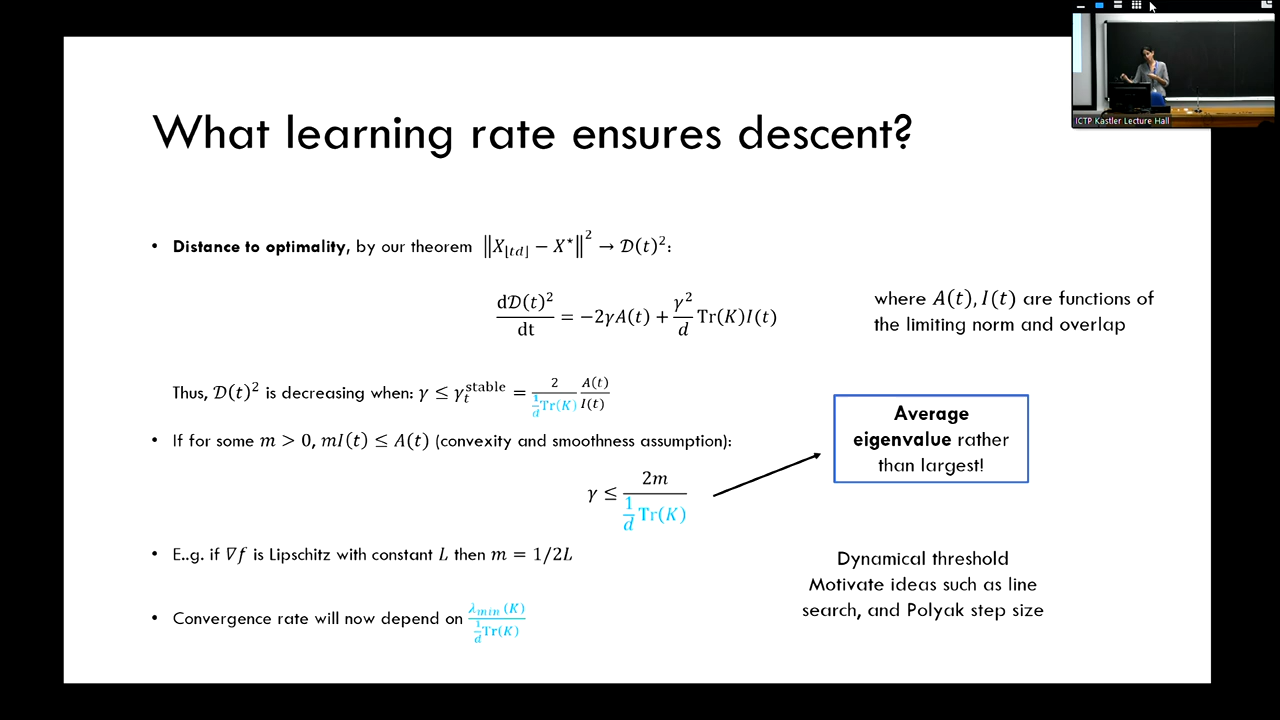 What learning rate ensures descent?
• Distance to optimality, by our theorem ‖X_{⌊td⌋} − X⋆‖² → 𝒟(t)²:
d𝒟(t)²/dt = −2γA(t) + γ²/d Tr(K)I(t)
where A(t), I(t) are functions of
the limiting norm and overlap
Thus, 𝒟(t)² is decreasing when: γ ≤ γ_t^stable = 2/(1/d Tr(K)) A(t)/I(t)
• If for some m > 0, mI(t) ≤ A(t) (convexity and smoothness assumption):
γ ≤ 2m/(1/d Tr(K))
Average
eigenvalue rather
than largest!
• E..g. if ∇f is Lipschitz with constant L then m = 1/2L
• Convergence rate will now depend on λ_min(K)/(1/d Tr(K))
Dynamical threshold
Motivate ideas such as line
search, and Polyak step size
ICTP Kastler Lecture Hall